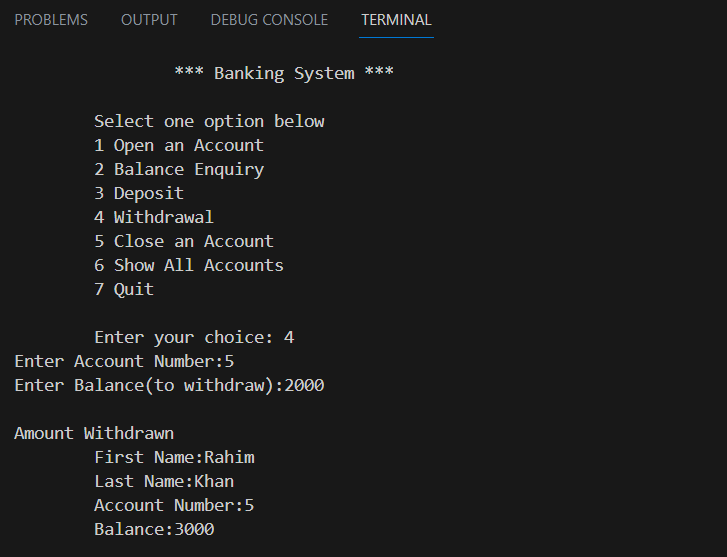 PROBLEMS OUTPUT DEBUG CONSOLE TERMINAL
*** Banking System ***
Select one option below
1 Open an Account
2 Balance Enquiry
3 Deposit
4 Withdrawal
5 Close an Account
6 Show All Accounts
7 Quit
Enter your choice: 4
Enter Account Number:5
Enter Balance(to withdraw):2000
Amount Withdrawn
First Name:Rahim
Last Name:Khan
Account Number:5
Balance:3000